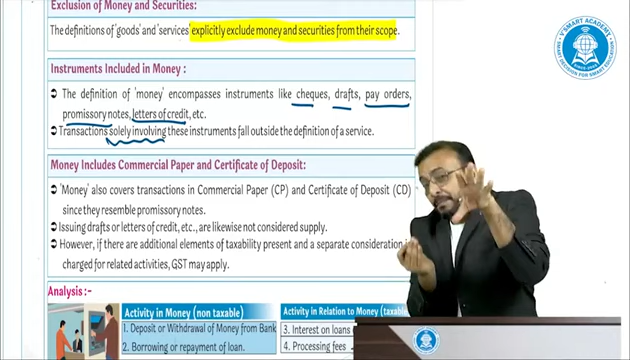 Exclusion of Money and Securities:
V'SMART ACADEMY
The definitions of 'goods' and 'services' explicitly exclude money and securities from their scope.
Instruments Included in Money :
The definition of 'money' encompasses instruments like cheques, drafts, pay orders,
promissory notes, letters of credit, etc.
Transactions solely involving these instruments fall outside the definition of a service.
Money Includes Commercial Paper and Certificate of Deposit:
'Money' also covers transactions in Commercial Paper (CP) and Certificate of Deposit (CD)
since they resemble promissory notes.
Issuing drafts or letters of credit, etc., are likewise not considered supply.
However, if there are additional elements of taxability present and a separate consideration
charged for related activities, GST may apply.
Analysis :-
Activity in Money (non taxable)
Activity in Relation to Money (taxable
1. Deposit or Withdrawal of Money from Bank
3. Interest on loans
2. Borrowing or repayment of loan.
4. Processing fees